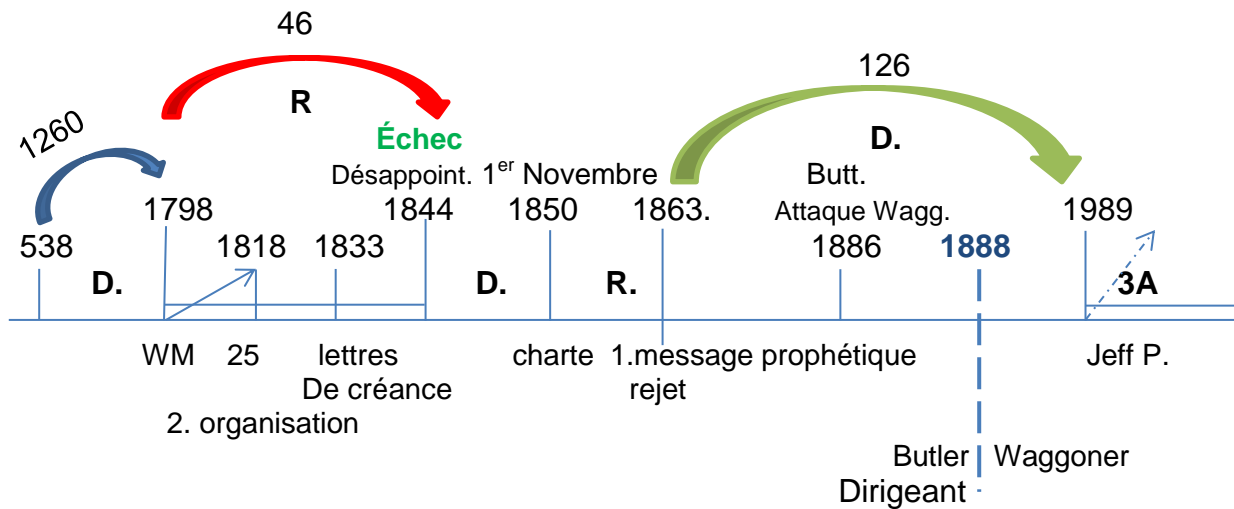 46
126
1260
R
D.
Échec
Désappoint. 1er Novembre
Butt.
1798
1844
1850
1863.
Attaque Wagg.
1989
538
1818
1833
1886
1888
D.
D.
R.
3A
WM
25
lettres
charte
1.message prophétique
Jeff P.
De créance
rejet
2. organisation
Butler
Waggoner
Dirigeant